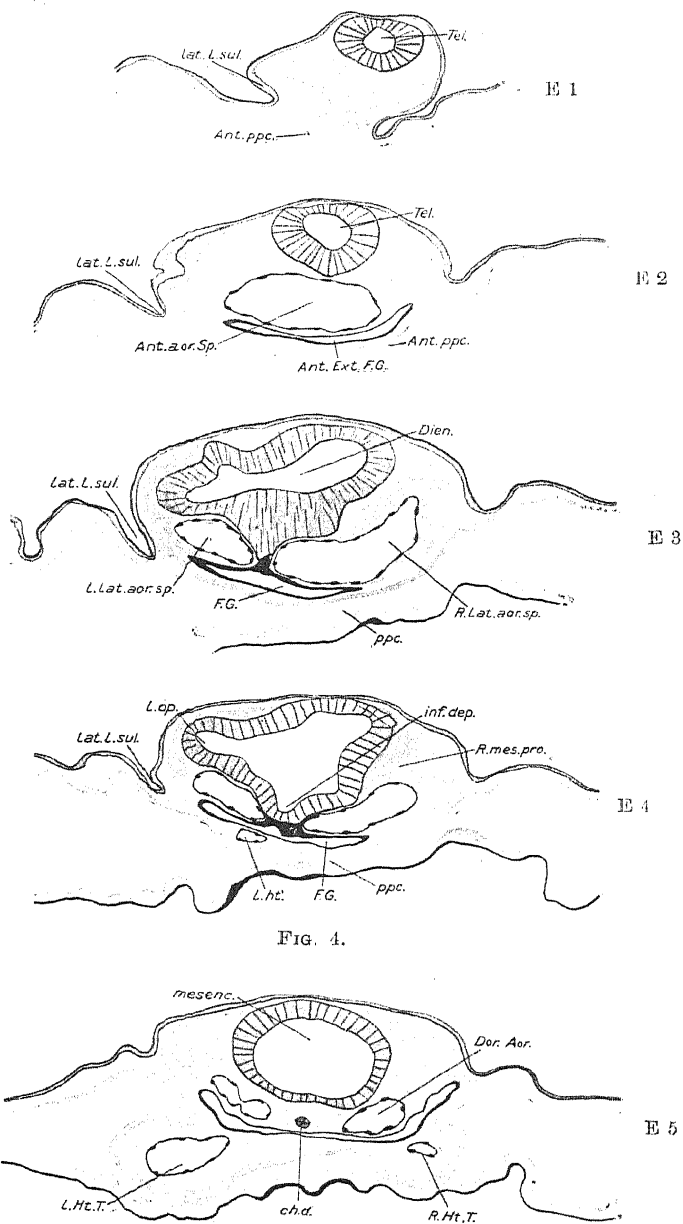 Tel.
lat. l. sul.
E 1
Ant. ppc.
Tel.
lat. l. sul.
E 2
Ant. aor. Sp.
Ant. ppc.
Ant. Ext. F.G.
Dien.
lat. l. sul.
E 3
L. lat. aor. sp.
F.G.
R. lat. aor. sp.
ppc.
l. op.
inf. dep.
lat. l. sul.
R. mes. pro.
E 4
L. ht.
F.G.
ppc.
FIG. 4.
mesenc.
Dor. Aor.
E 5
L. Ht. T.
ch.d.
R. Ht. T.